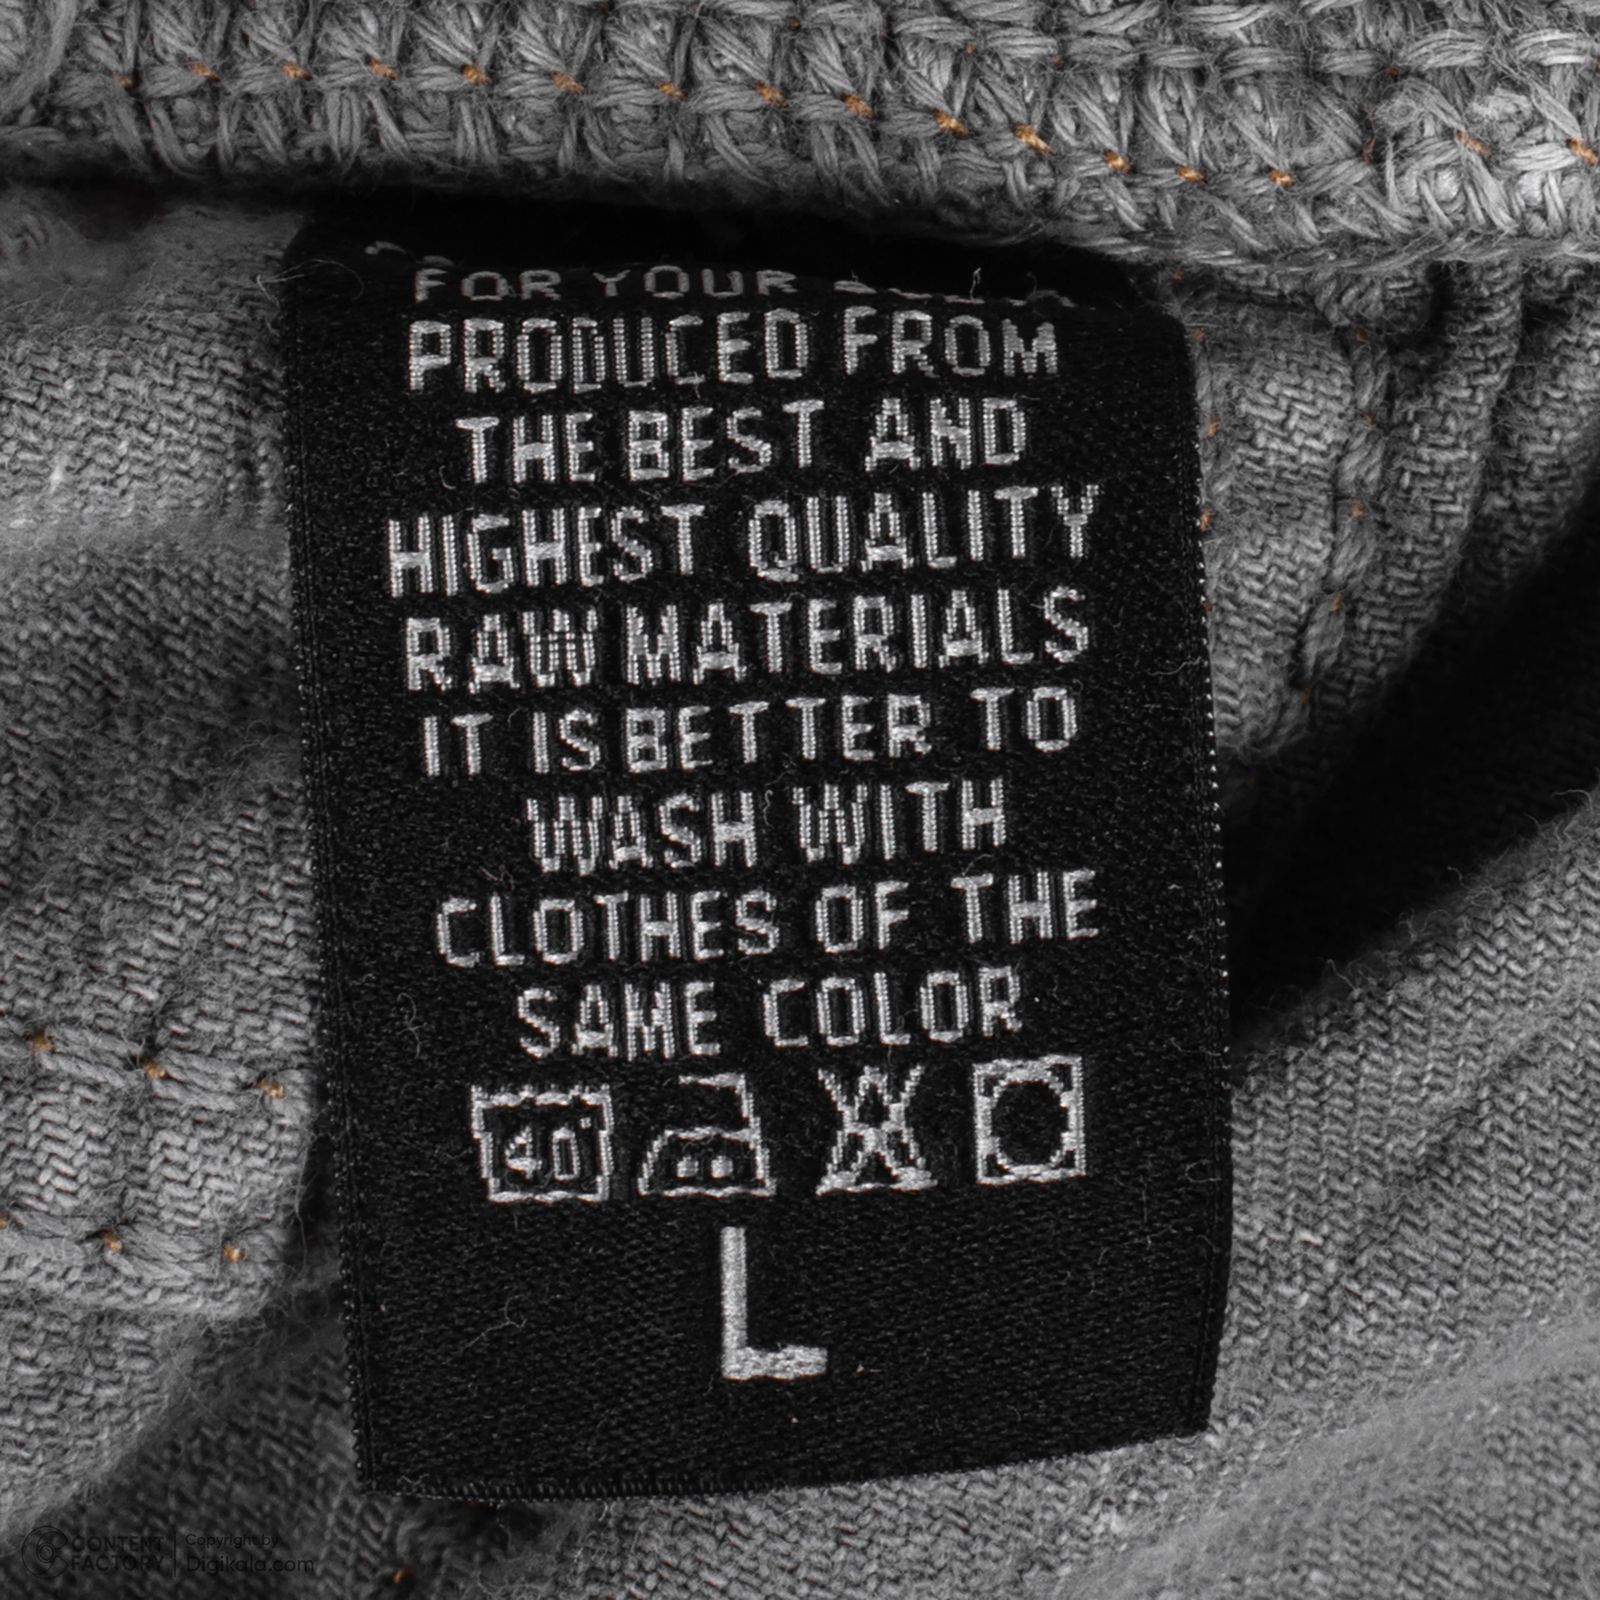 FOR YOUR
PRODUCED FROM
THE BEST AND
HIGHEST QUALITY
RAW MATERIALS
IT IS BETTER TO
WASH WITH
CLOTHES OF THE
SAME COLOR
40°
L
CONTENT FACTORY | Copyright by Digikala.com